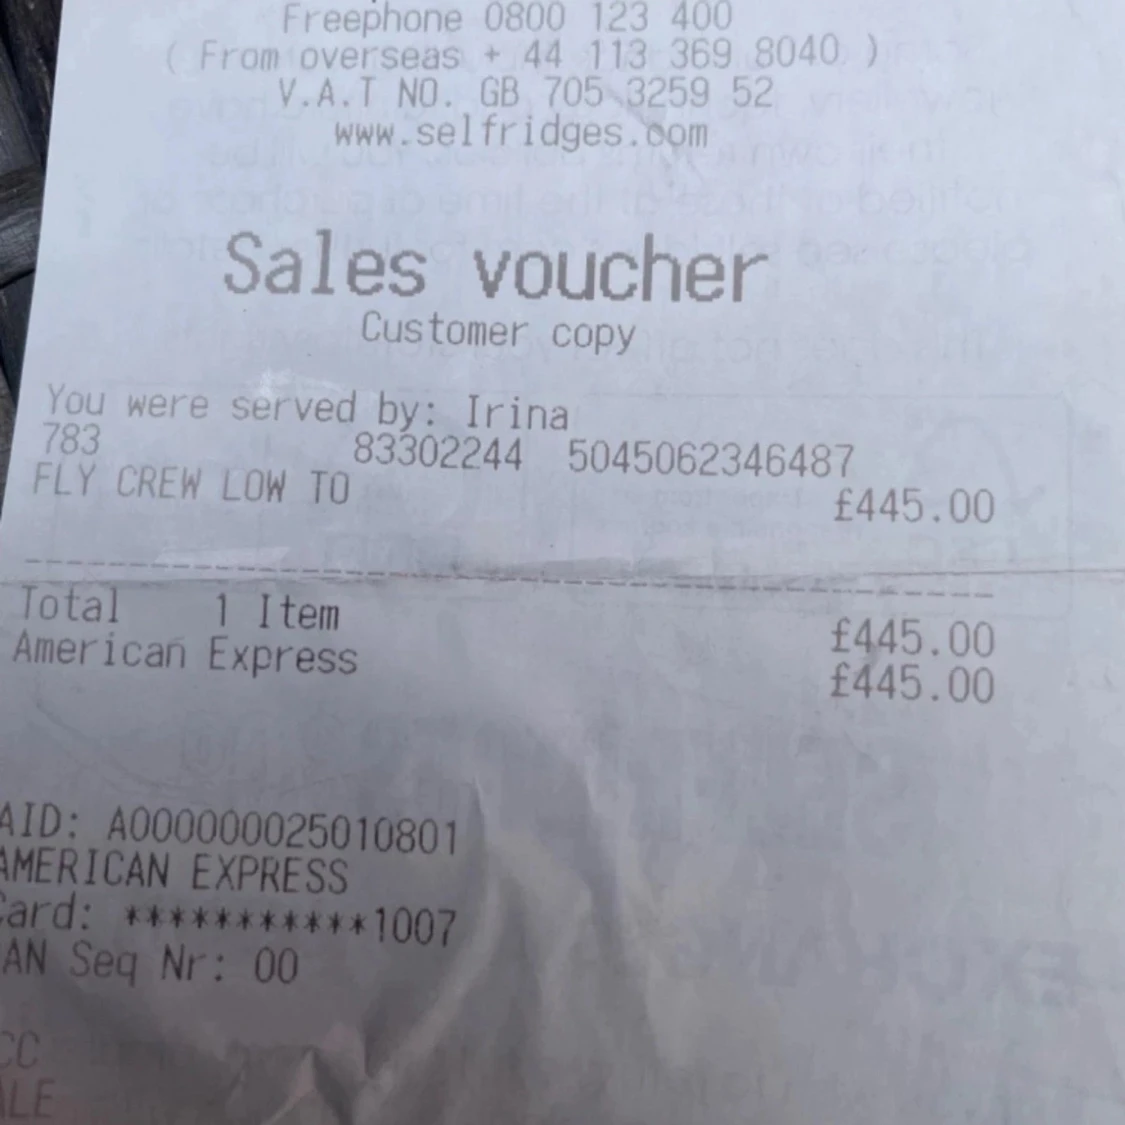 Freephone 0800 123 400
( From overseas + 44 113 369 8040 )
V.A.T NO. GB 705 3259 52
www.selfridges.com
Sales voucher
Customer copy
You were served by: Irina
783 83302244 5045062346487
FLY CREW LOW TO £445.00
Total 1 Item £445.00
American Express £445.00
AID: A000000025010801
AMERICAN EXPRESS
Card: ***********1007
AN Seq Nr: 00
CC
ALE